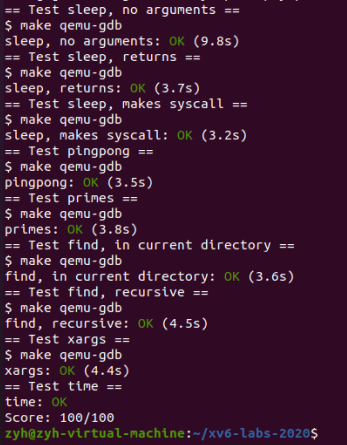 == Test sleep, no arguments ==
$ make qemu-gdb
sleep, no arguments: OK (9.8s)
== Test sleep, returns ==
$ make qemu-gdb
sleep, returns: OK (3.7s)
== Test sleep, makes syscall ==
$ make qemu-gdb
sleep, makes syscall: OK (3.2s)
== Test pingpong ==
$ make qemu-gdb
pingpong: OK (3.5s)
== Test primes ==
$ make qemu-gdb
primes: OK (3.8s)
== Test find, in current directory ==
$ make qemu-gdb
find, in current directory: OK (3.6s)
== Test find, recursive ==
$ make qemu-gdb
find, recursive: OK (4.5s)
== Test xargs ==
$ make qemu-gdb
xargs: OK (4.4s)
== Test time ==
time: OK
Score: 100/100
zyh@zyh-virtual-machine:~/xv6-labs-2020$